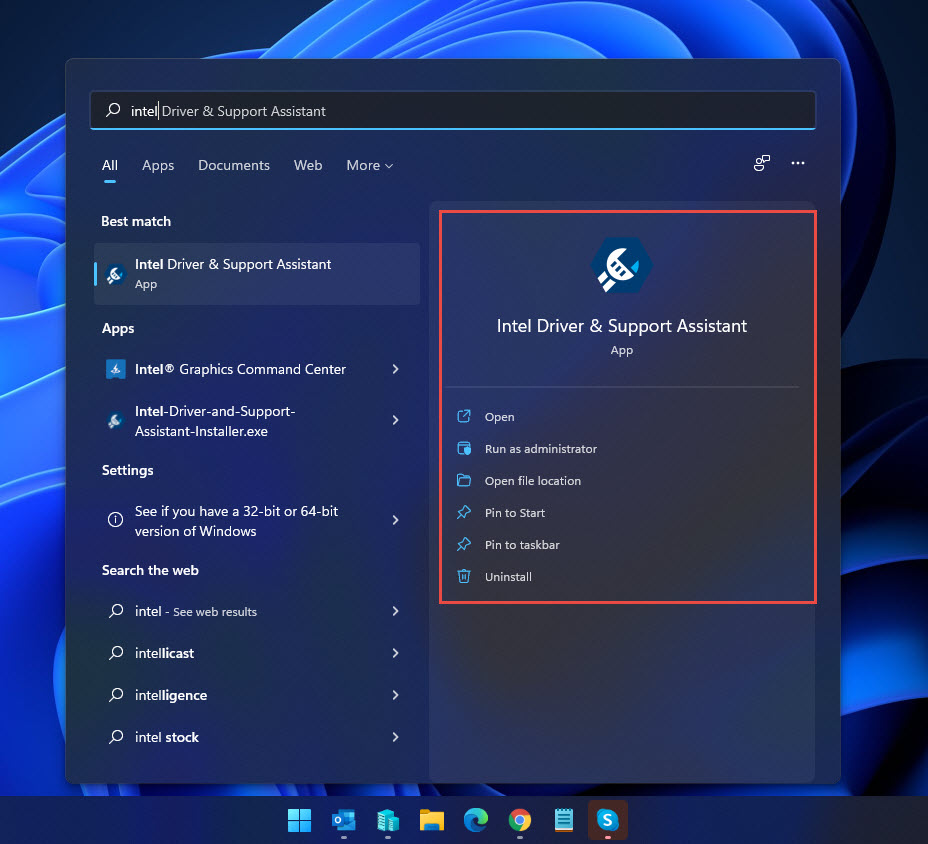 intel Driver & Support Assistant
All Apps Documents Web More
Best match
Intel Driver & Support Assistant
App
Apps
Intel® Graphics Command Center
Intel-Driver-and-Support-
Assistant-Installer.exe
Settings
See if you have a 32-bit or 64-bit
version of Windows
Search the web
intel - See web results
intellicast
intelligence
intel stock
Intel Driver & Support Assistant
App
Open
Run as administrator
Open file location
Pin to Start
Pin to taskbar
Uninstall